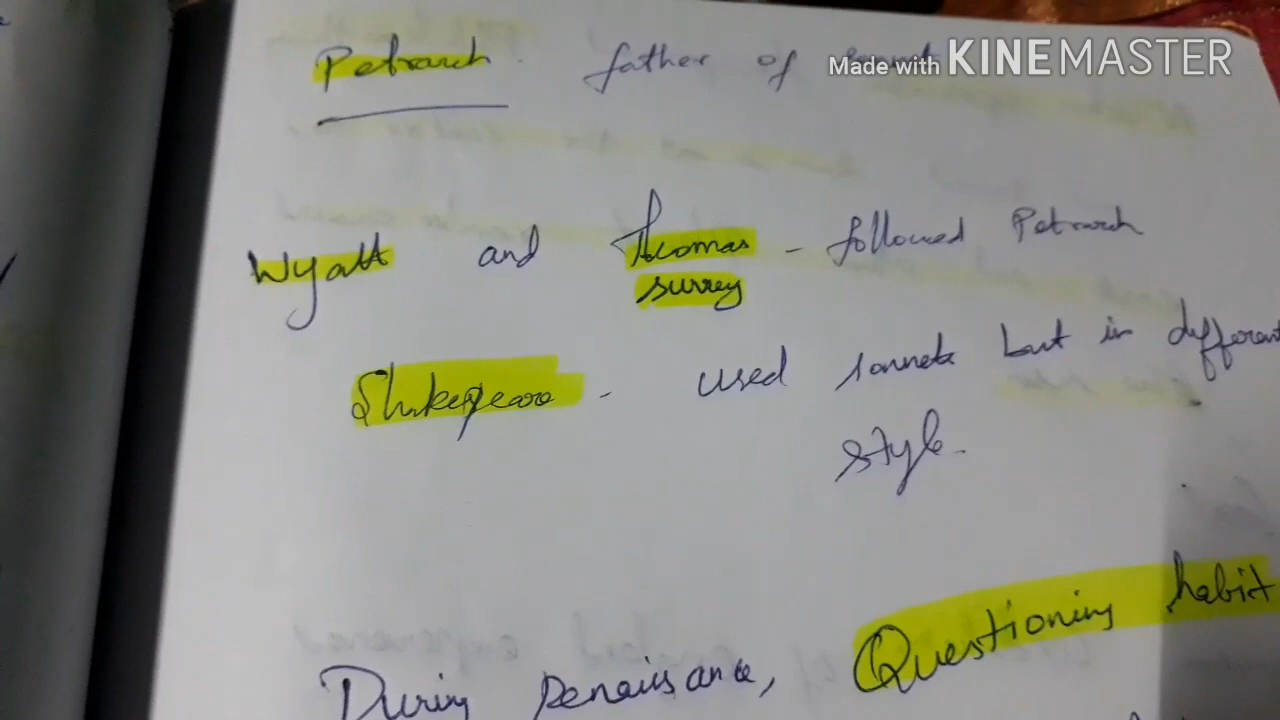 Petrarch. father of
Made with KINEMASTER
Wyatt and Thomas - followed Petrarch
surrey
Shakespeare - used sonnets but in different
style.
Questioning habit
During Renaissance,